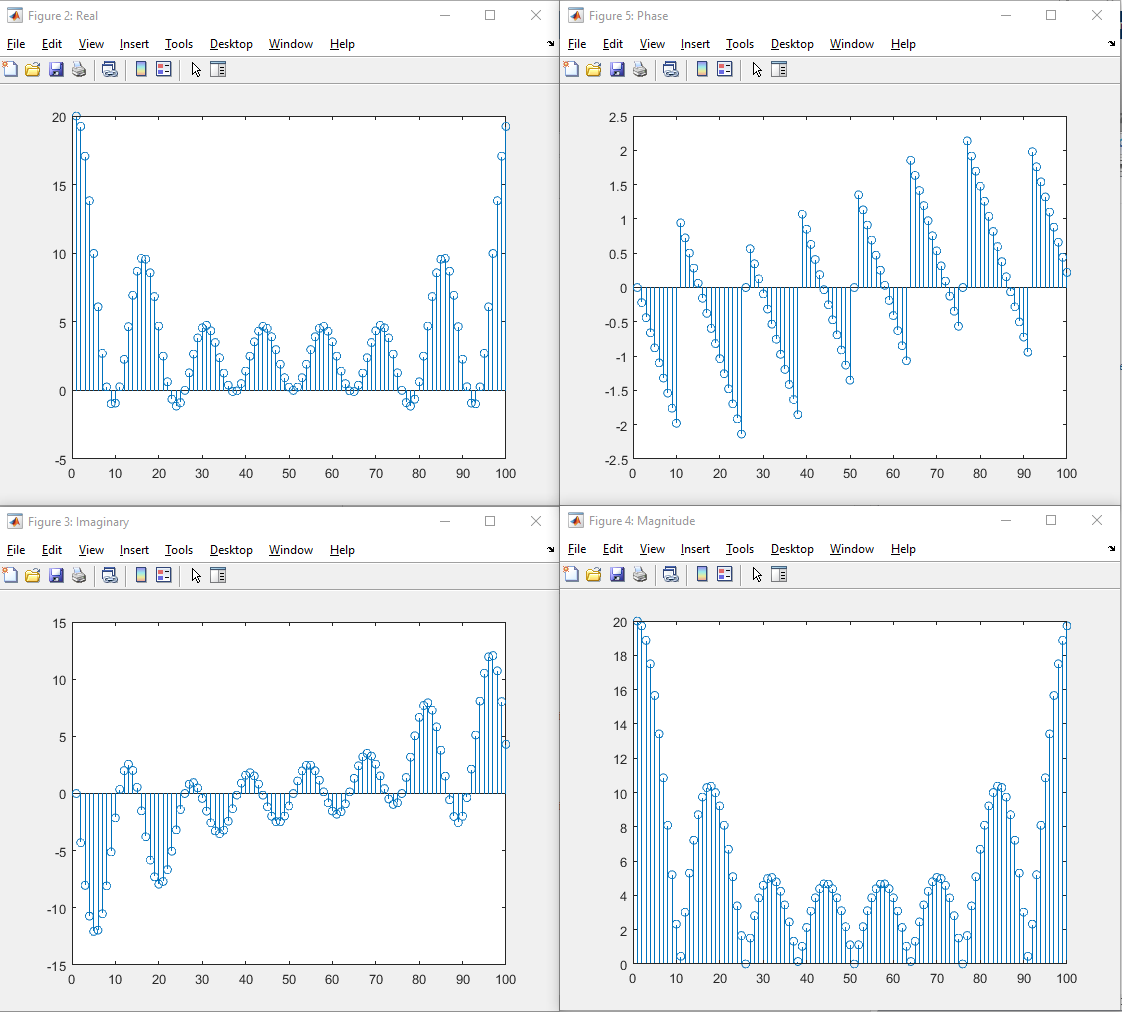 Figure 2: Real
File Edit View Insert Tools Desktop Window Help
20
15
10
5
0
-5
0 10 20 30 40 50 60 70 80 90 100
Figure 5: Phase
File Edit View Insert Tools Desktop Window Help
2.5
2
1.5
1
0.5
0
-0.5
-1
-1.5
-2
-2.5
0 10 20 30 40 50 60 70 80 90 100
Figure 3: Imaginary
File Edit View Insert Tools Desktop Window Help
15
10
5
0
-5
-10
-15
0 10 20 30 40 50 60 70 80 90 100
Figure 4: Magnitude
File Edit View Insert Tools Desktop Window Help
20
18
16
14
12
10
8
6
4
2
0
0 10 20 30 40 50 60 70 80 90 100